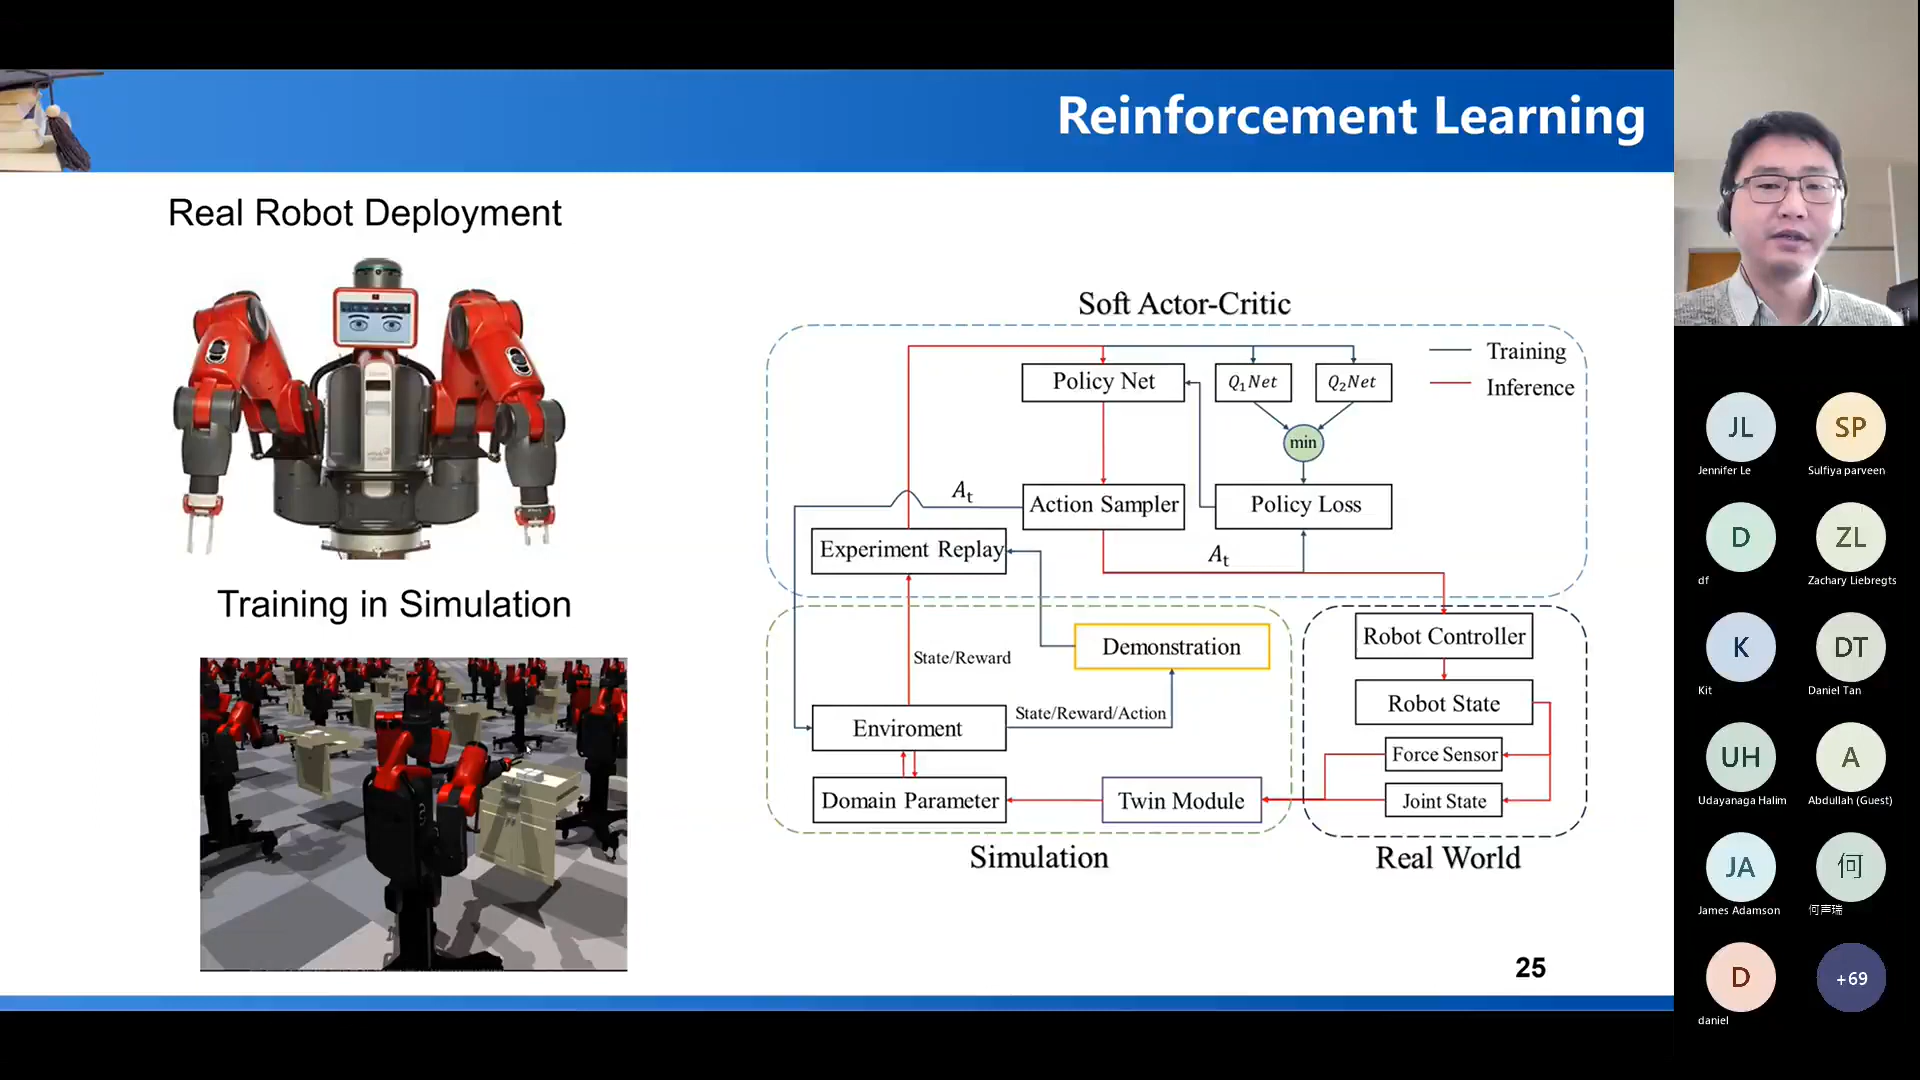 Reinforcement Learning
Real Robot Deployment
Training in Simulation
Soft Actor-Critic
Training
Inference
Policy Net
Q1Net
Q2Net
min
Action Sampler
Policy Loss
At
At
Experiment Replay
State/Reward
Demonstration
State/Reward/Action
Enviroment
Domain Parameter
Twin Module
Simulation
Robot Controller
Robot State
Force Sensor
Joint State
Real World
25
JL
Jennifer Le
SP
Sulfiya parveen
D
df
ZL
Zachary Liebregts
K
Kit
DT
Daniel Tan
UH
Udayanaga Halim
A
Abdullah (Guest)
JA
James Adamson
何
何声瑞
D
daniel
+69